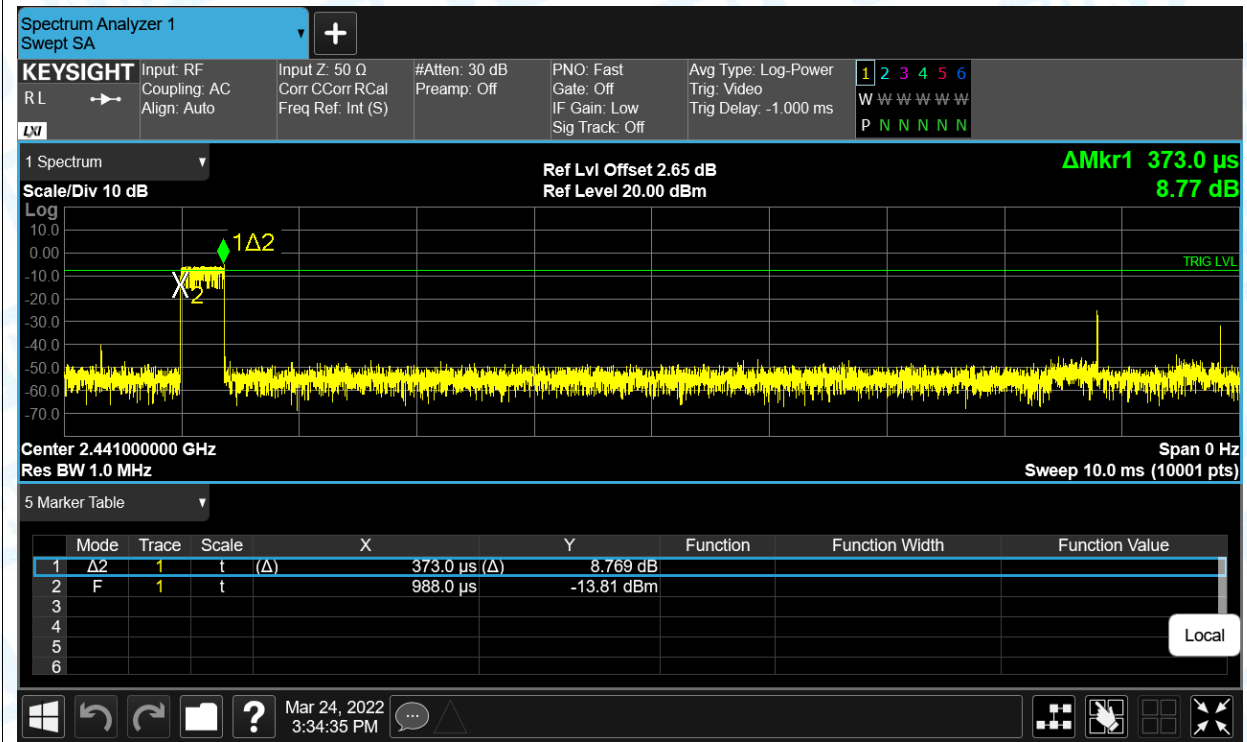 Spectrum Analyzer 1
Swept SA
+
KEYSIGHT Input: RF Input Z: 50 Ω #Atten: 30 dB PNO: Fast Avg Type: Log-Power 1 2 3 4 5 6
R L Coupling: AC Corr CCorr RCal Preamp: Off Gate: Off Trig: Video W W W W W W
Align: Auto Freq Ref: Int (S) IF Gain: Low Trig Delay: -1.000 ms P N N N N N
LXI Sig Track: Off
1 Spectrum Ref Lvl Offset 2.65 dB ΔMkr1 373.0 µs
Scale/Div 10 dB Ref Level 20.00 dBm 8.77 dB
Log
10.0
1Δ2
0.00
TRIG LVL
-10.0
2
-20.0
-30.0
-40.0
-50.0
-60.0
-70.0
Center 2.441000000 GHz Span 0 Hz
Res BW 1.0 MHz Sweep 10.0 ms (10001 pts)
5 Marker Table
Mode Trace Scale X Y Function Function Width Function Value
1 Δ2 1 t (Δ) 373.0 µs (Δ) 8.769 dB
2 F 1 t 988.0 µs -13.81 dBm
3
4
5
6
Local
? Mar 24, 2022
3:34:35 PM